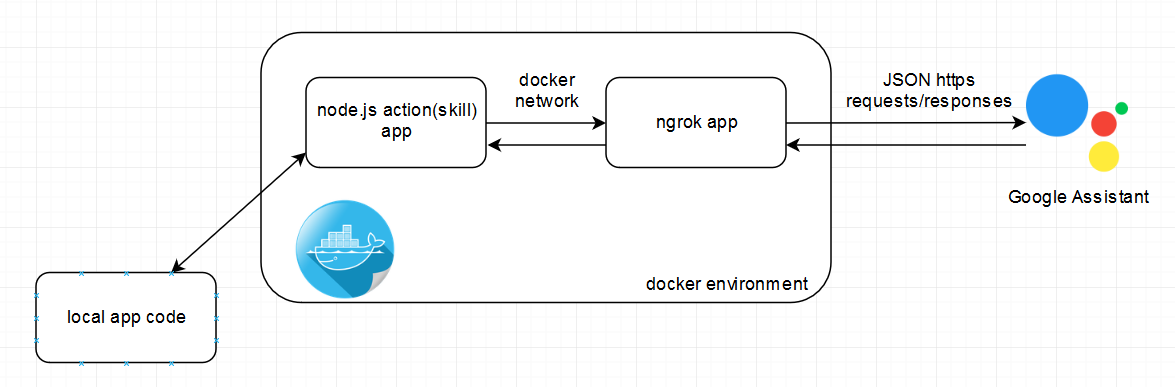 docker
network
JSON https
requests/responses
node.js action(skill)
app
ngrok app
Google Assistant
docker environment
local app code